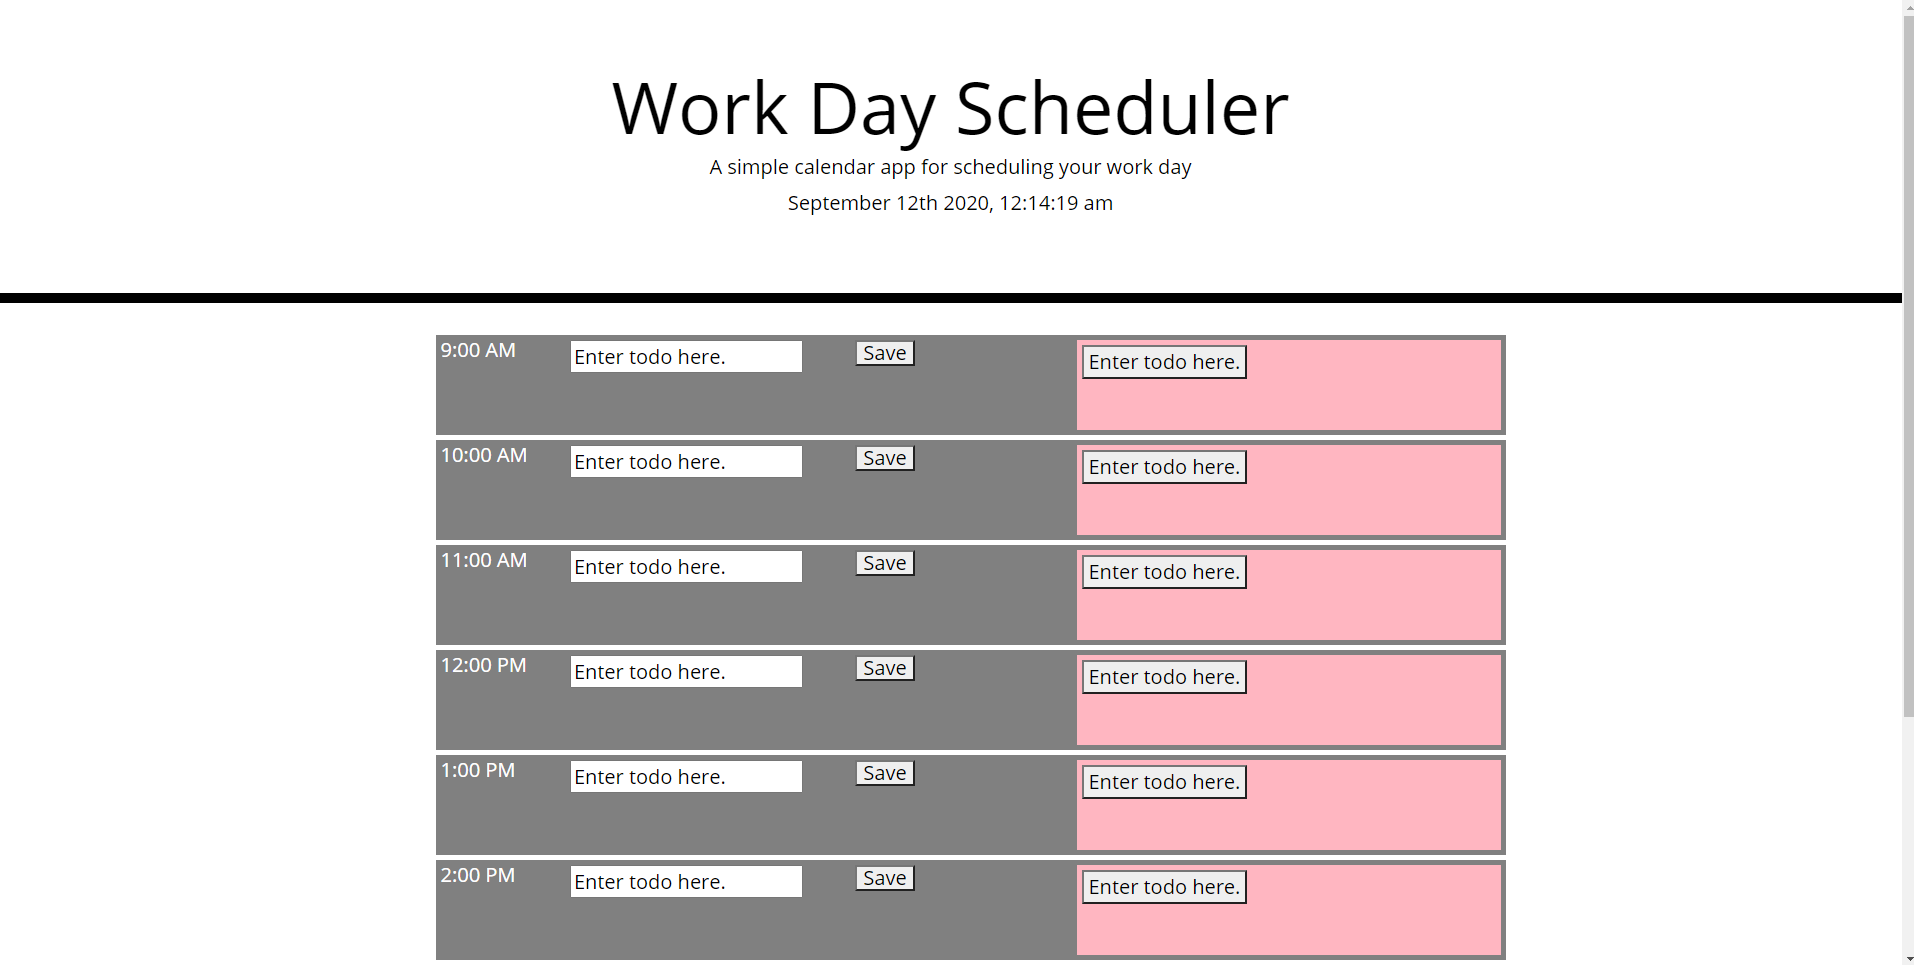 Work Day Scheduler
A simple calendar app for scheduling your work day
September 12th 2020, 12:14:19 am
9:00 AM Enter todo here. Save Enter todo here.
10:00 AM Enter todo here. Save Enter todo here.
11:00 AM Enter todo here. Save Enter todo here.
12:00 PM Enter todo here. Save Enter todo here.
1:00 PM Enter todo here. Save Enter todo here.
2:00 PM Enter todo here. Save Enter todo here.